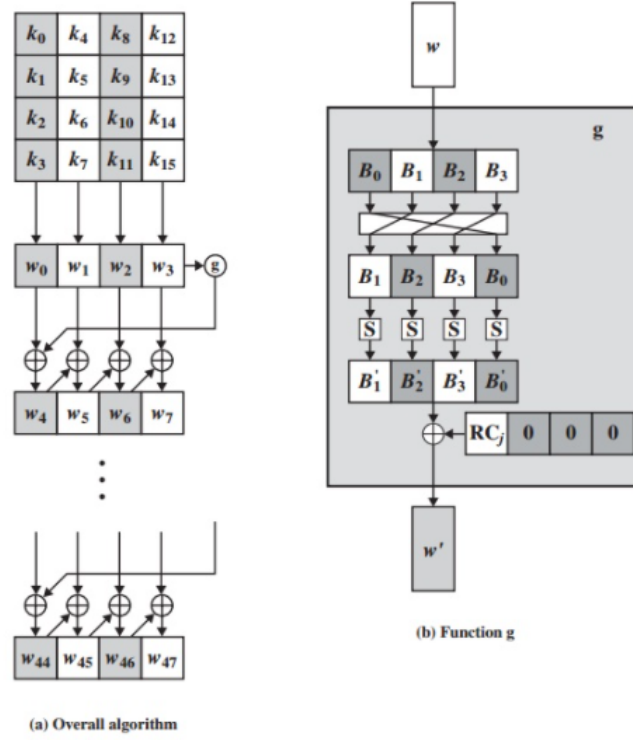 k0 k4 k8 k12
k1 k5 k9 k13
k2 k6 k10 k14
k3 k7 k11 k15
w0 w1 w2 w3 g
w4 w5 w6 w7
w44 w45 w46 w47
(a) Overall algorithm
w
g
B0 B1 B2 B3
B1 B2 B3 B0
S S S S
B'1 B'2 B'3 B'0
RCj 0 0 0
w'
(b) Function g